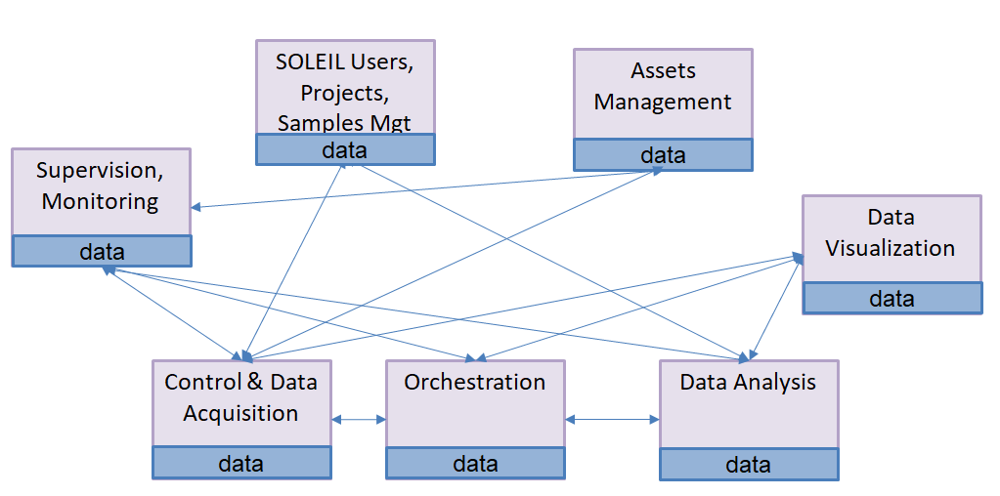 SOLEIL Users,
Projects,
Samples Mgt
data
Assets
Management
data
Supervision,
Monitoring
data
Data
Visualization
data
Control & Data
Acquisition
data
Orchestration
data
Data Analysis
data